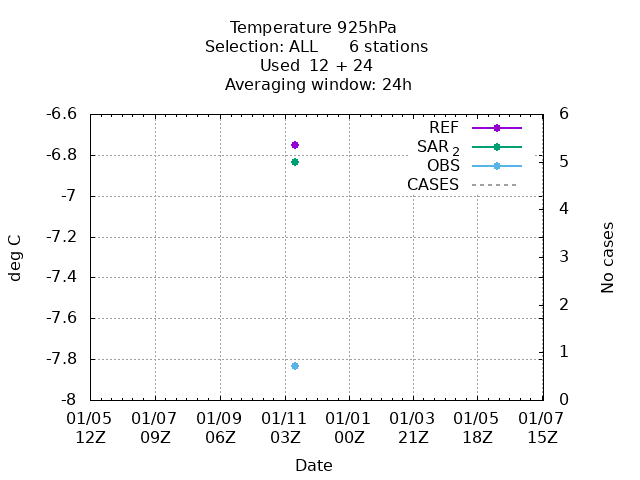 Temperature 925hPa
Selection: ALL      6 stations
Used  12 + 24
Averaging window: 24h
-6.6
-6.8
-7
-7.2
-7.4
-7.6
-7.8
-8
deg C
6
5
4
3
2
1
0
No cases
REF
SAR 2
OBS
CASES
01/05 01/07 01/09 01/11 01/01 01/03 01/05 01/07
12Z 09Z 06Z 03Z 00Z 21Z 18Z 15Z
Date